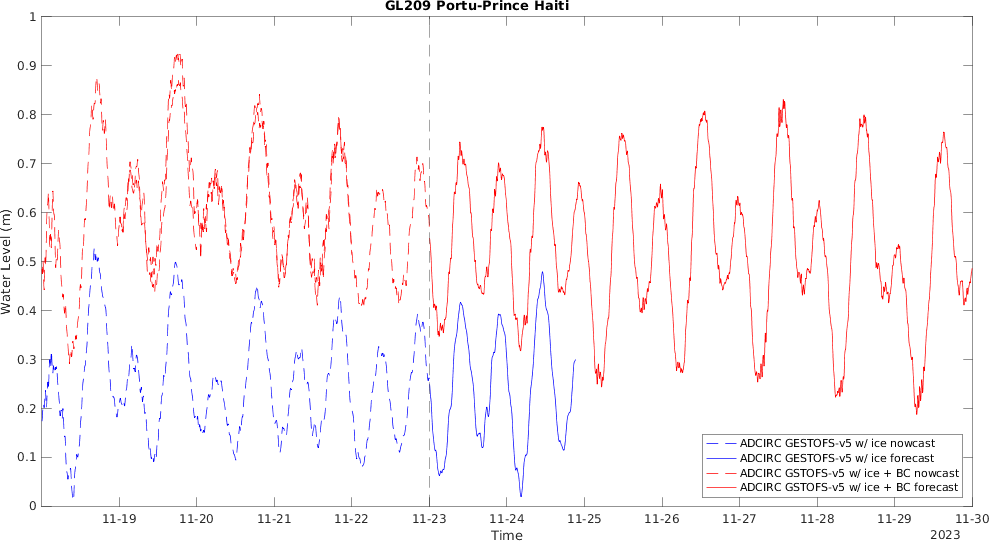 GL209 Portu-Prince Haiti
1
0.9
0.8
0.7
0.6
0.5
0.4
0.3
0.2
0.1
0
Water Level (m)
11-19 11-20 11-21 11-22 11-23 11-24 11-25 11-26 11-27 11-28 11-29 11-30
Time
2023
ADCIRC GESTOFS-v5 w/ ice nowcast
ADCIRC GESTOFS-v5 w/ ice forecast
ADCIRC GSTOFS-v5 w/ ice + BC nowcast
ADCIRC GSTOFS-v5 w/ ice + BC forecast